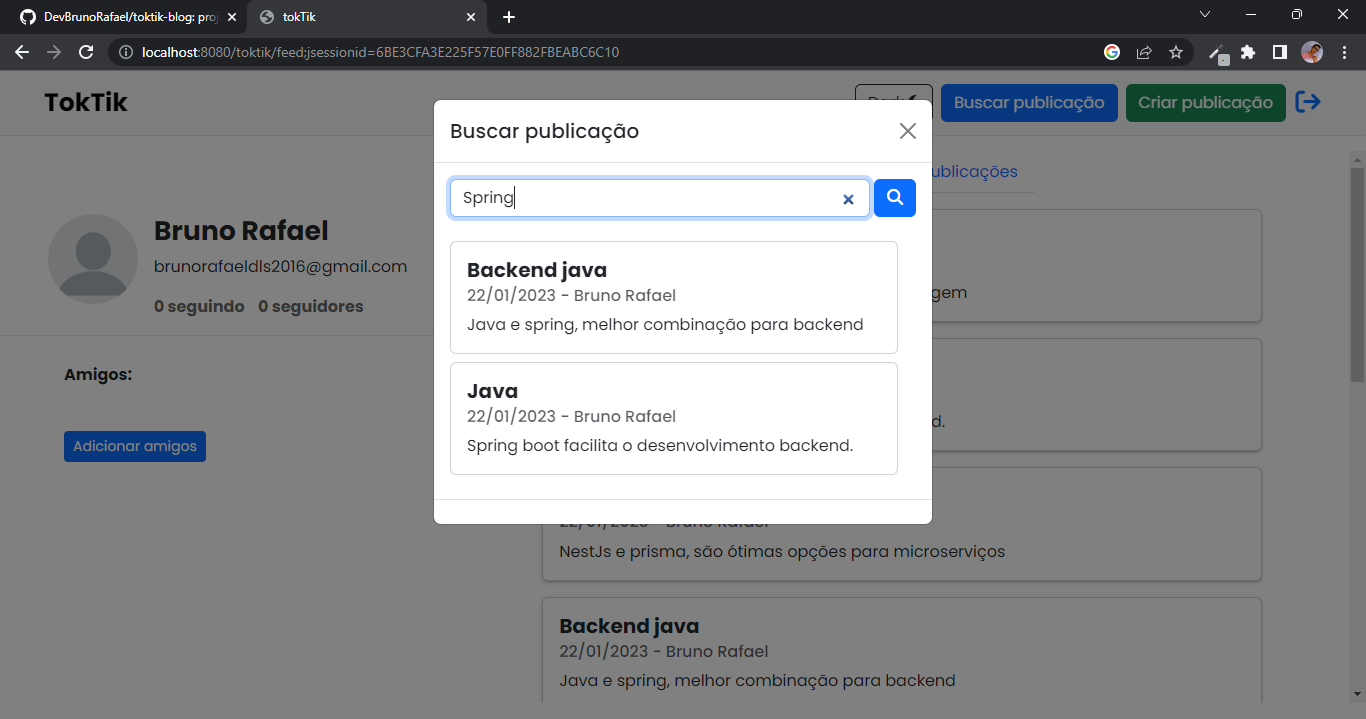 DevBrunoRafael/toktik-blog: proj
tokTik
localhost:8080/toktik/feed;jsessionid=6BE3CFA3E225F57E0FF882FBEABC6C10
TokTik
Buscar publicação
Criar publicação
Buscar publicação
Spring
Backend java
22/01/2023 - Bruno Rafael
Java e spring, melhor combinação para backend
Java
22/01/2023 - Bruno Rafael
Spring boot facilita o desenvolvimento backend.
Bruno Rafael
brunorafaeldls2016@gmail.com
0 seguindo 0 seguidores
Amigos:
Adicionar amigos
ublicações
gem
d.
22/01/2023 - Bruno Rafael
NestJs e prisma, são ótimas opções para microserviços
Backend java
22/01/2023 - Bruno Rafael
Java e spring, melhor combinação para backend